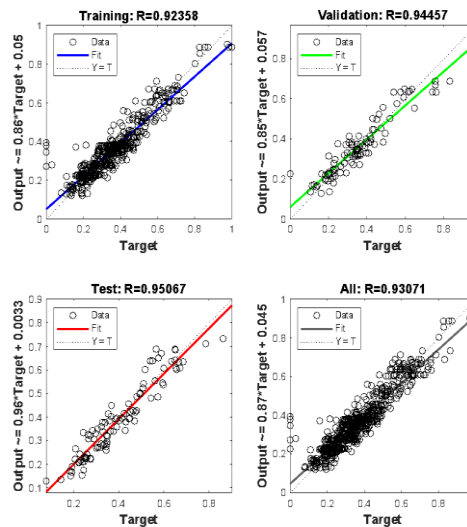 Training: R=0.92358
Output ~= 0.86*Target + 0.05
1
0.8
0.6
0.4
0.2
0
Data
Fit
Y = T
0 0.2 0.4 0.6 0.8 1
Target
Validation: R=0.94457
Output ~= 0.85*Target + 0.057
1
0.8
0.6
0.4
0.2
0
Data
Fit
Y = T
0 0.2 0.4 0.6 0.8
Target
Test: R=0.95067
Output ~= 0.96*Target + 0.0033
0.9
0.8
0.7
0.6
0.5
0.4
0.3
0.2
0.1
Data
Fit
Y = T
0.2 0.4 0.6 0.8
Target
All: R=0.93071
Output ~= 0.87*Target + 0.045
1
0.8
0.6
0.4
0.2
0
Data
Fit
Y = T
0 0.2 0.4 0.6 0.8
Target